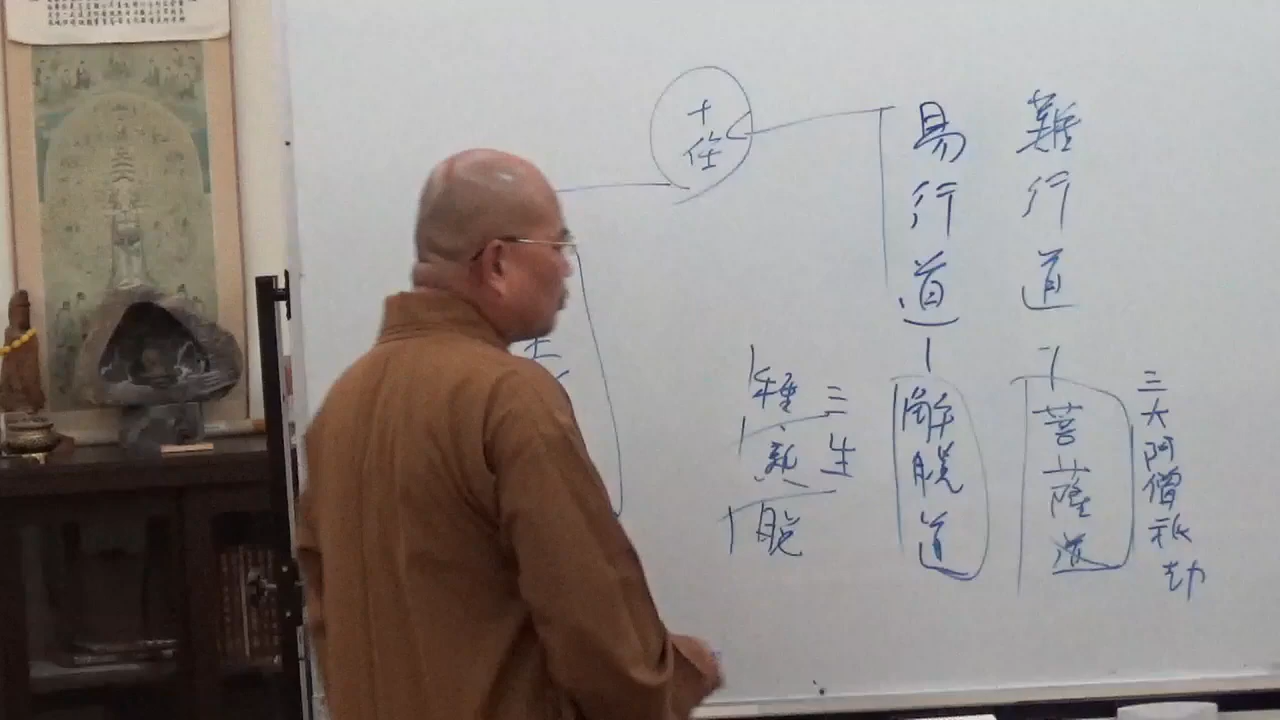 三大阿僧祇劫
難行道-菩薩道
易行道-解脫道
三生
種
熟
脫
十住